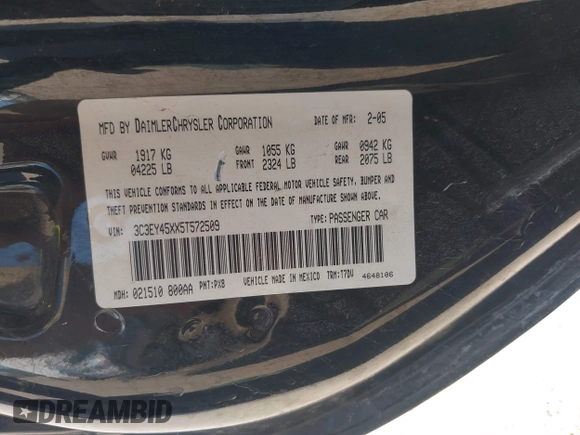 MFD BY DAIMLERCHRYSLER CORPORATION DATE OF MFR: 2-05
GVWR 1917 KG GAWR 1055 KG GAWR 0942 KG
04225 LB FRONT 2324 LB REAR 2075 LB
THIS VEHICLE CONFORMS TO ALL APPLICABLE FEDERAL MOTOR VEHICLE SAFETY, BUMPER AND
THEFT PREVENTION STANDARDS IN EFFECT ON THE DATE OF MANUFACTURE SHOWN ABOVE.
VIN: 3C3EY45XX5T572509 TYPE: PASSENGER CAR
MDH: 021510 800AA PNT: PX8 VEHICLE MADE IN MEXICO TRM: T7DV 4648106
DREAMBID